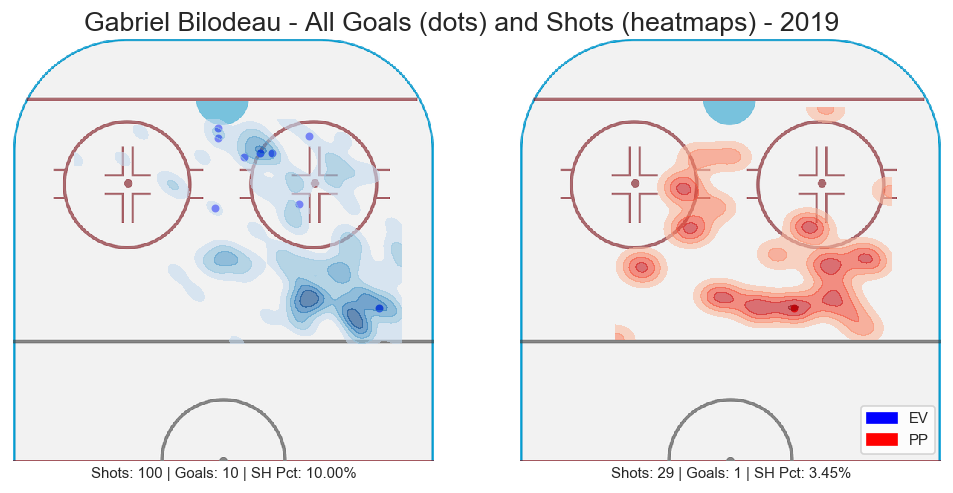 Gabriel Bilodeau - All Goals (dots) and Shots (heatmaps) - 2019
EV
PP
Shots: 100 | Goals: 10 | SH Pct: 10.00%
Shots: 29 | Goals: 1 | SH Pct: 3.45%